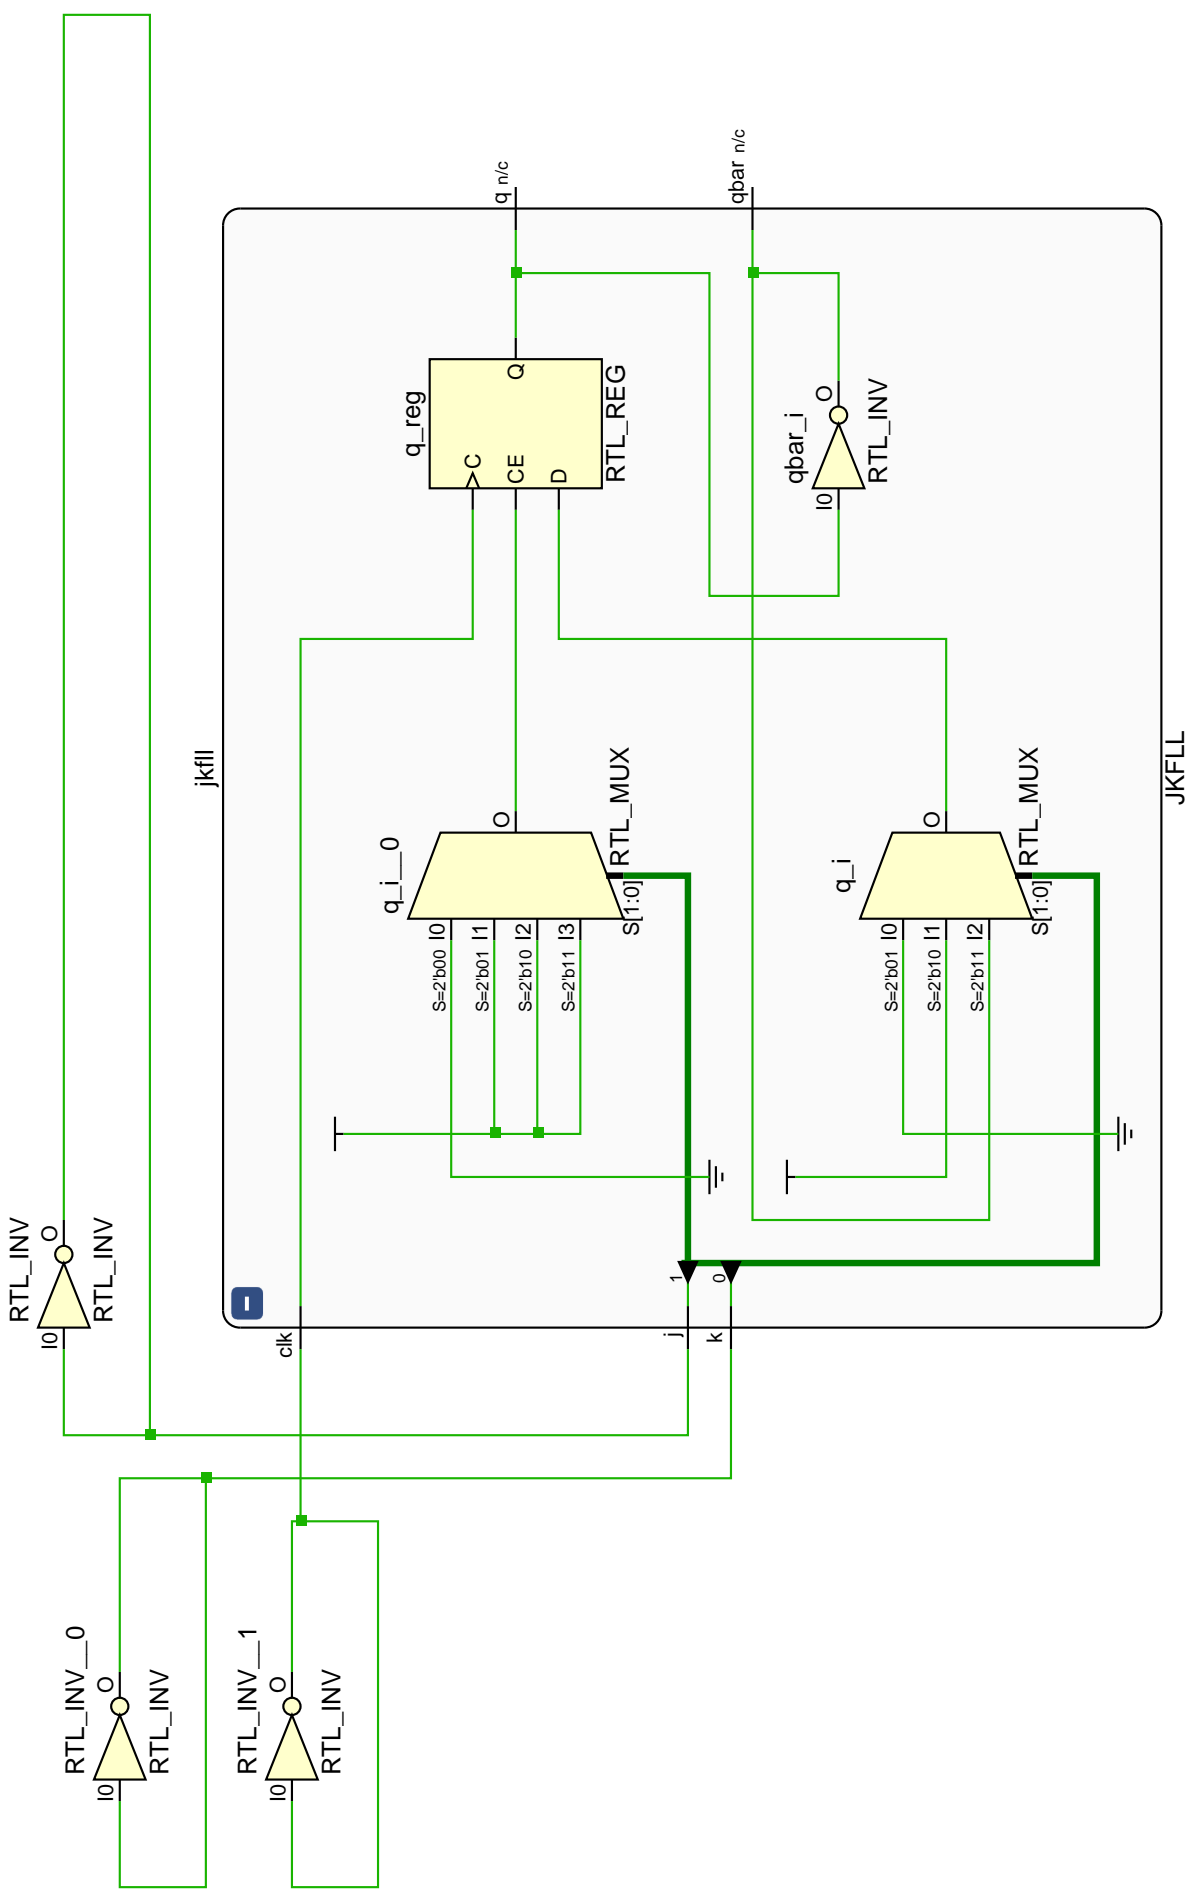 RTL_INV
I0
O
RTL_INV
RTL_INV__0
I0
O
RTL_INV
RTL_INV__1
I0
O
RTL_INV
jkfll
clk
j
k
1
0
q_i__0
S=2'b00 I0
S=2'b01 I1
S=2'b10 I2
S=2'b11 I3
S[1:0]
O
RTL_MUX
q_i
S=2'b01 I0
S=2'b10 I1
S=2'b11 I2
S[1:0]
O
RTL_MUX
q_reg
C
CE
D
Q
RTL_REG
qbar_i
I0
O
RTL_INV
q n/c
qbar n/c
JKFLL